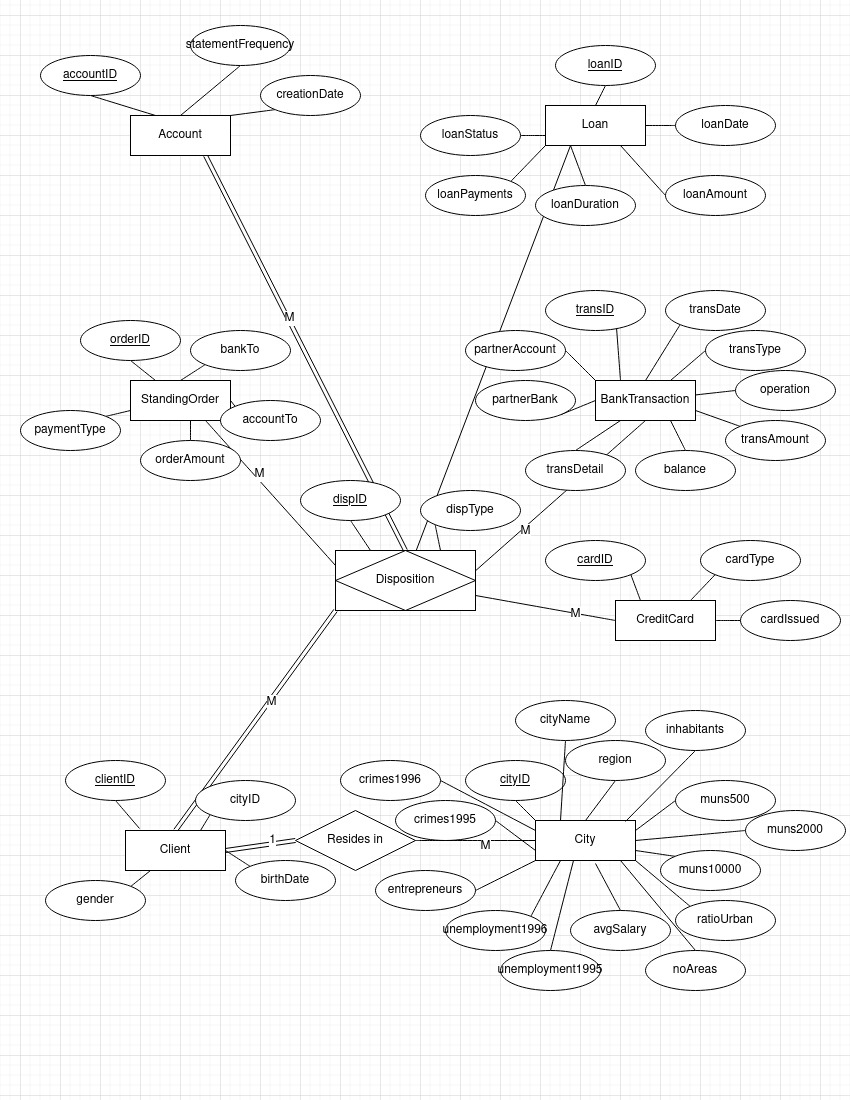 statementFrequency
accountID
creationDate
Account
loanID
loanStatus
Loan
loanDate
loanPayments
loanDuration
loanAmount
M
orderID
bankTo
StandingOrder
accountTo
paymentType
orderAmount
M
transID
transDate
partnerAccount
transType
partnerBank
BankTransaction
operation
transAmount
transDetail
balance
M
dispID
dispType
Disposition
cardID
cardType
M
CreditCard
cardIssued
M
clientID
cityID
Client
1
Resides in
gender
birthDate
cityName
inhabitants
region
crimes1996
cityID
muns500
crimes1995
City
muns2000
M
muns10000
entrepreneurs
ratioUrban
unemployment1996
avgSalary
unemployment1995
noAreas